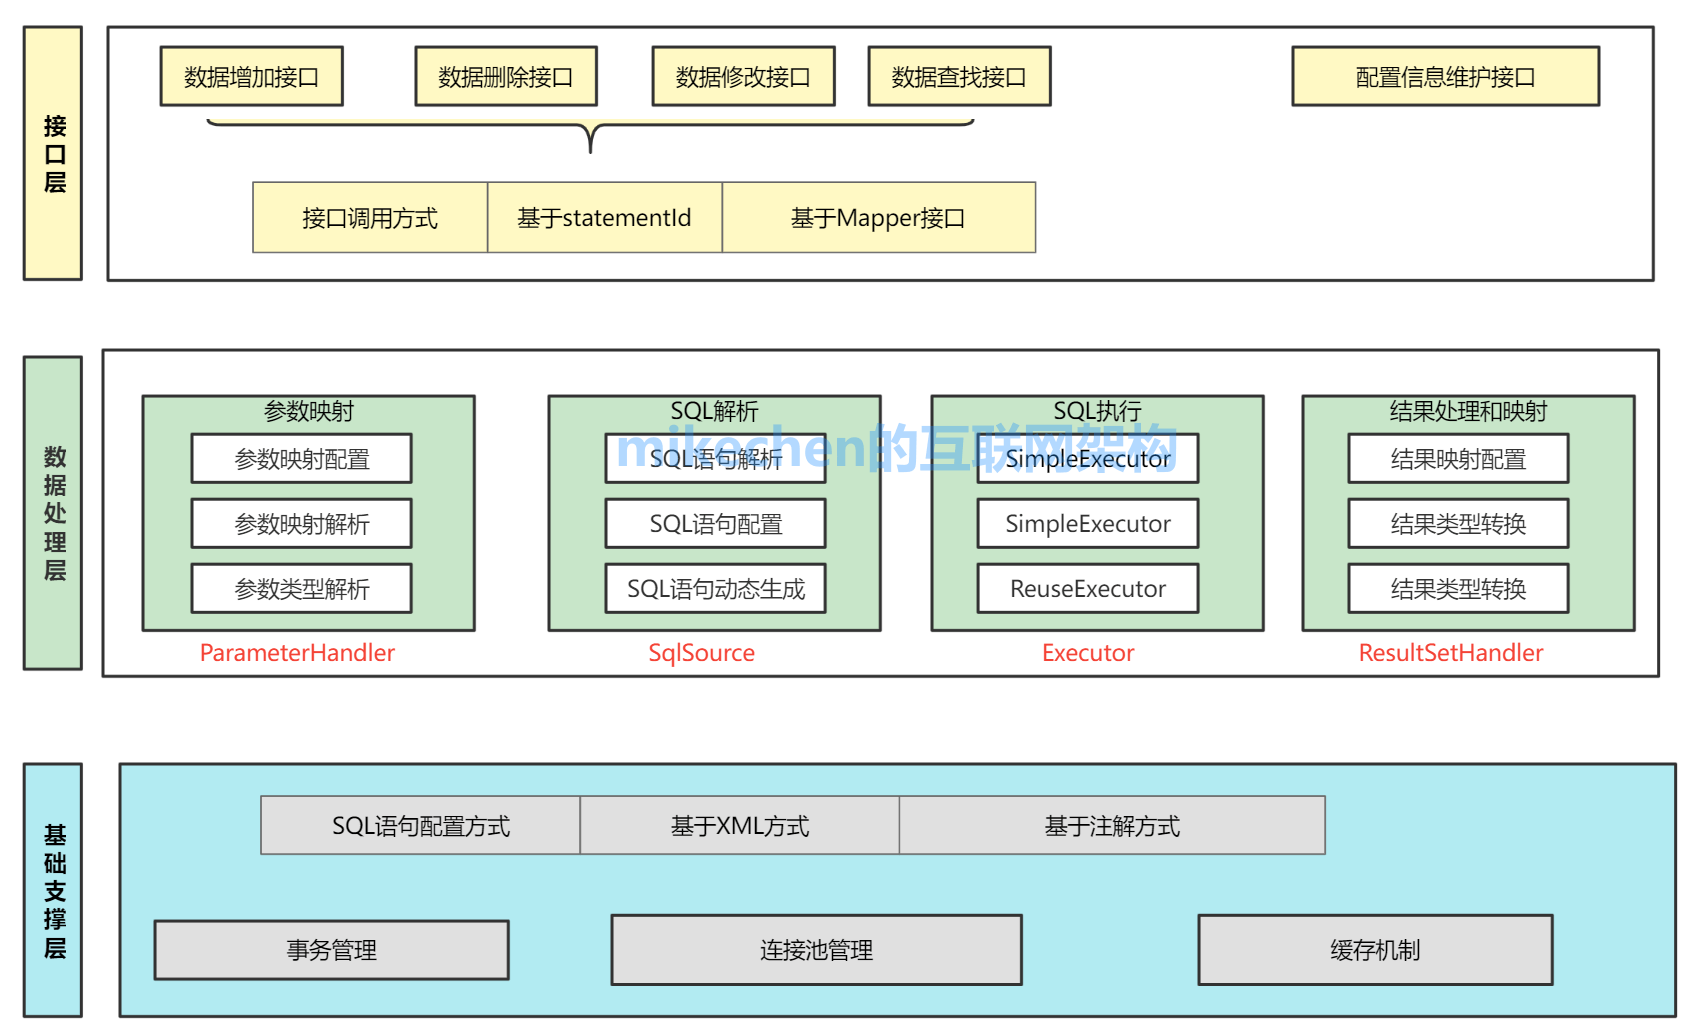 接口层
数据增加接口
数据删除接口
数据修改接口
数据查找接口
配置信息维护接口
接口调用方式
基于statementId
基于Mapper接口
数据处理层
参数映射
参数映射配置
参数映射解析
参数类型解析
ParameterHandler
SQL解析
SQL语句解析
SQL语句配置
SQL语句动态生成
SqlSource
SQL执行
SimpleExecutor
SimpleExecutor
ReuseExecutor
Executor
结果处理和映射
结果映射配置
结果类型转换
结果类型转换
ResultSetHandler
mikechen的互联网架构
基础支撑层
SQL语句配置方式
基于XML方式
基于注解方式
事务管理
连接池管理
缓存机制